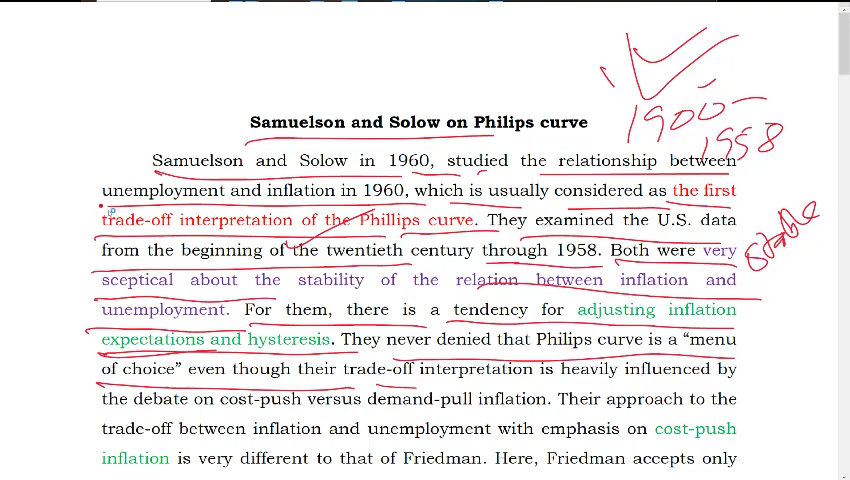 1900 -
1958
stable
Samuelson and Solow on Philips curve
Samuelson and Solow in 1960, studied the relationship between
unemployment and inflation in 1960, which is usually considered as the first
trade-off interpretation of the Phillips curve. They examined the U.S. data
from the beginning of the twentieth century through 1958. Both were very
sceptical about the stability of the relation between inflation and
unemployment. For them, there is a tendency for adjusting inflation
expectations and hysteresis. They never denied that Philips curve is a “menu
of choice” even though their trade-off interpretation is heavily influenced by
the debate on cost-push versus demand-pull inflation. Their approach to the
trade-off between inflation and unemployment with emphasis on cost-push
inflation is very different to that of Friedman. Here, Friedman accepts only